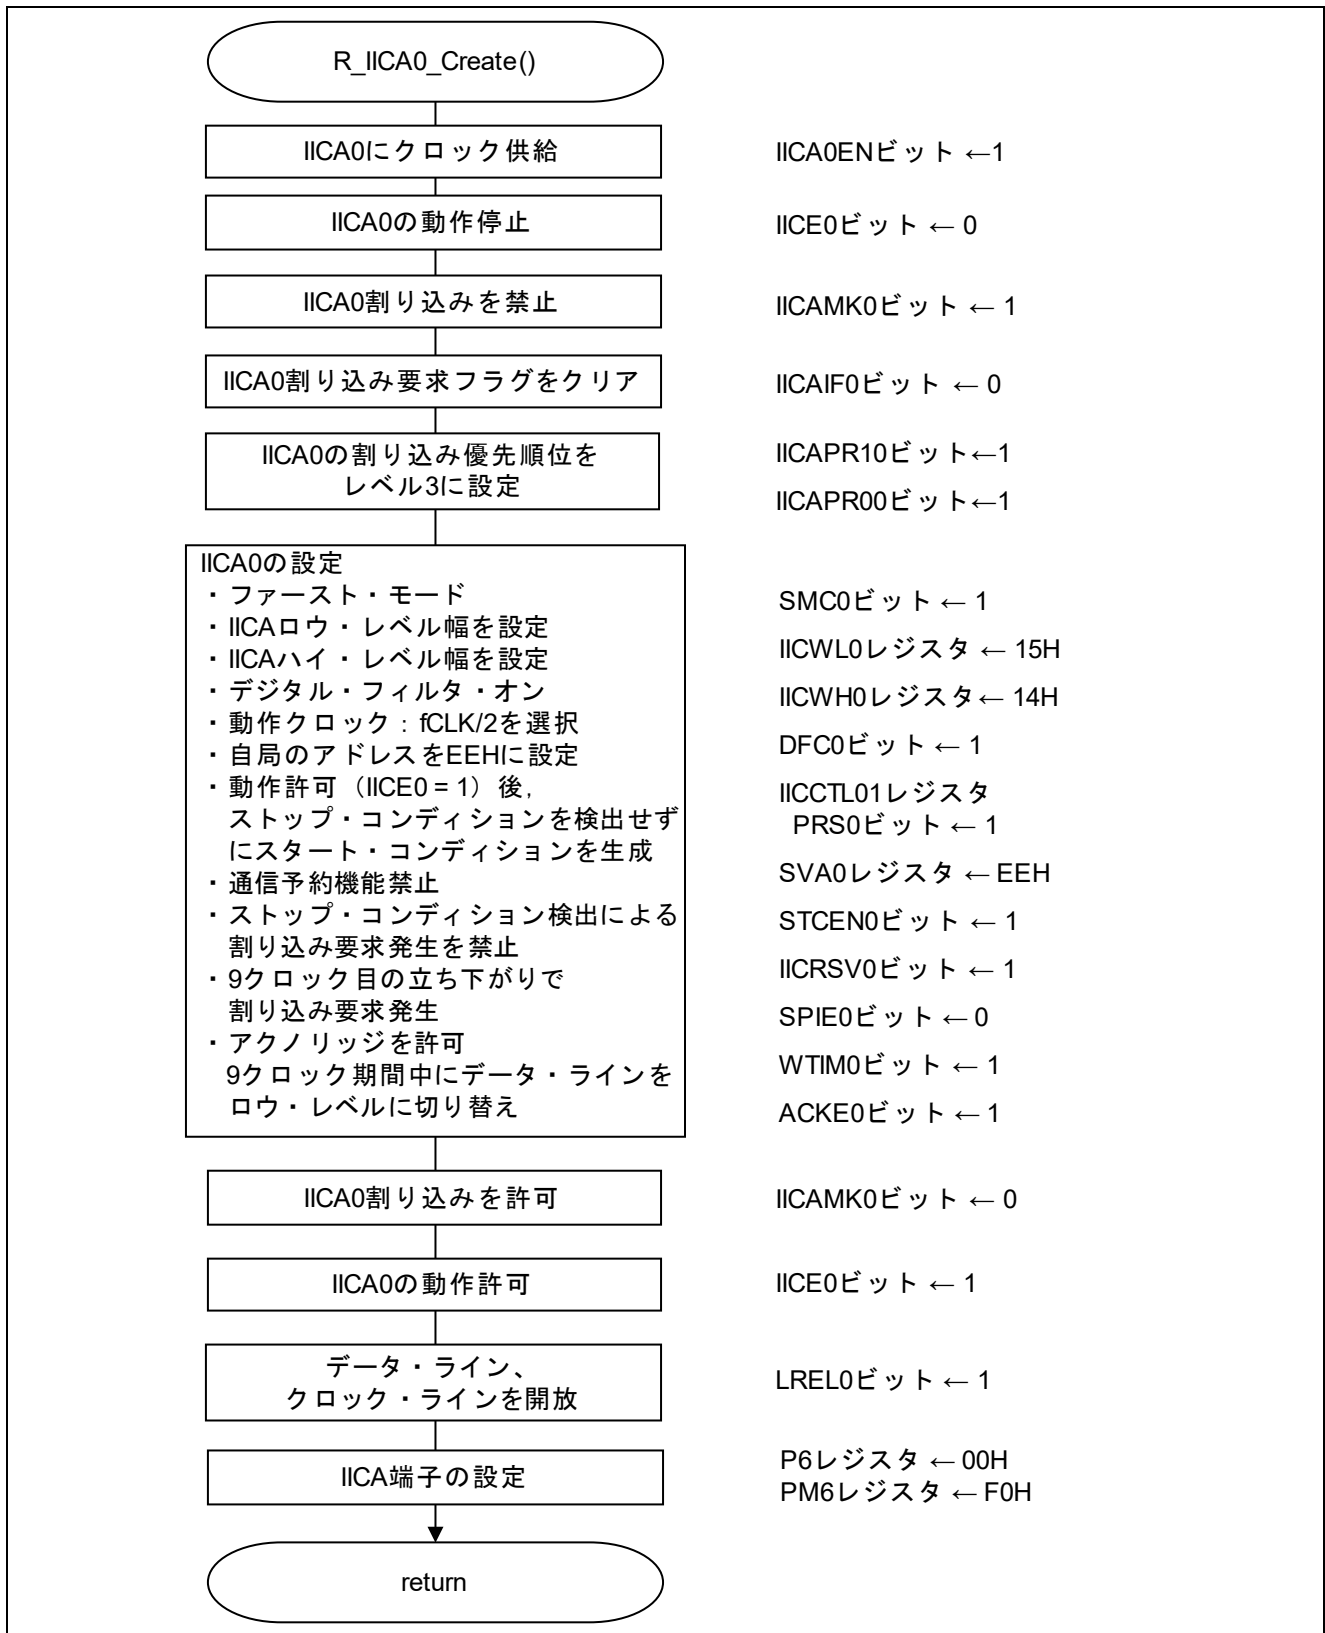 R_IICA0_Create()
IICA0にクロック供給
IICA0ENビット ←1
IICA0の動作停止
IICE0ビット ← 0
IICA0割り込みを禁止
IICAMK0ビット ← 1
IICA0割り込み要求フラグをクリア
IICAIF0ビット ← 0
IICA0の割り込み優先順位を
レベル3に設定
IICAPR10ビット←1
IICAPR00ビット←1
IICA0の設定
・ファースト・モード
・IICAロウ・レベル幅を設定
・IICAハイ・レベル幅を設定
・デジタル・フィルタ・オン
・動作クロック：fCLK/2を選択
・自局のアドレスをEEHに設定
・動作許可（IICE0 = 1）後,
ストップ・コンディションを検出せず
にスタート・コンディションを生成
・通信予約機能禁止
・ストップ・コンディション検出による
割り込み要求発生を禁止
・9クロック目の立ち下がりで
割り込み要求発生
・アクノリッジを許可
9クロック期間中にデータ・ラインを
ロウ・レベルに切り替え
SMC0ビット ← 1
IICWL0レジスタ ← 15H
IICWH0レジスタ← 14H
DFC0ビット ← 1
IICCTL01レジスタ
PRS0ビット ← 1
SVA0レジスタ ← EEH
STCEN0ビット ← 1
IICRSV0ビット ← 1
SPIE0ビット ← 0
WTIM0ビット ← 1
ACKE0ビット ← 1
IICA0割り込みを許可
IICAMK0ビット ← 0
IICA0の動作許可
IICE0ビット ← 1
データ・ライン、
クロック・ラインを開放
LREL0ビット ← 1
IICA端子の設定
P6レジスタ ← 00H
PM6レジスタ ← F0H
return